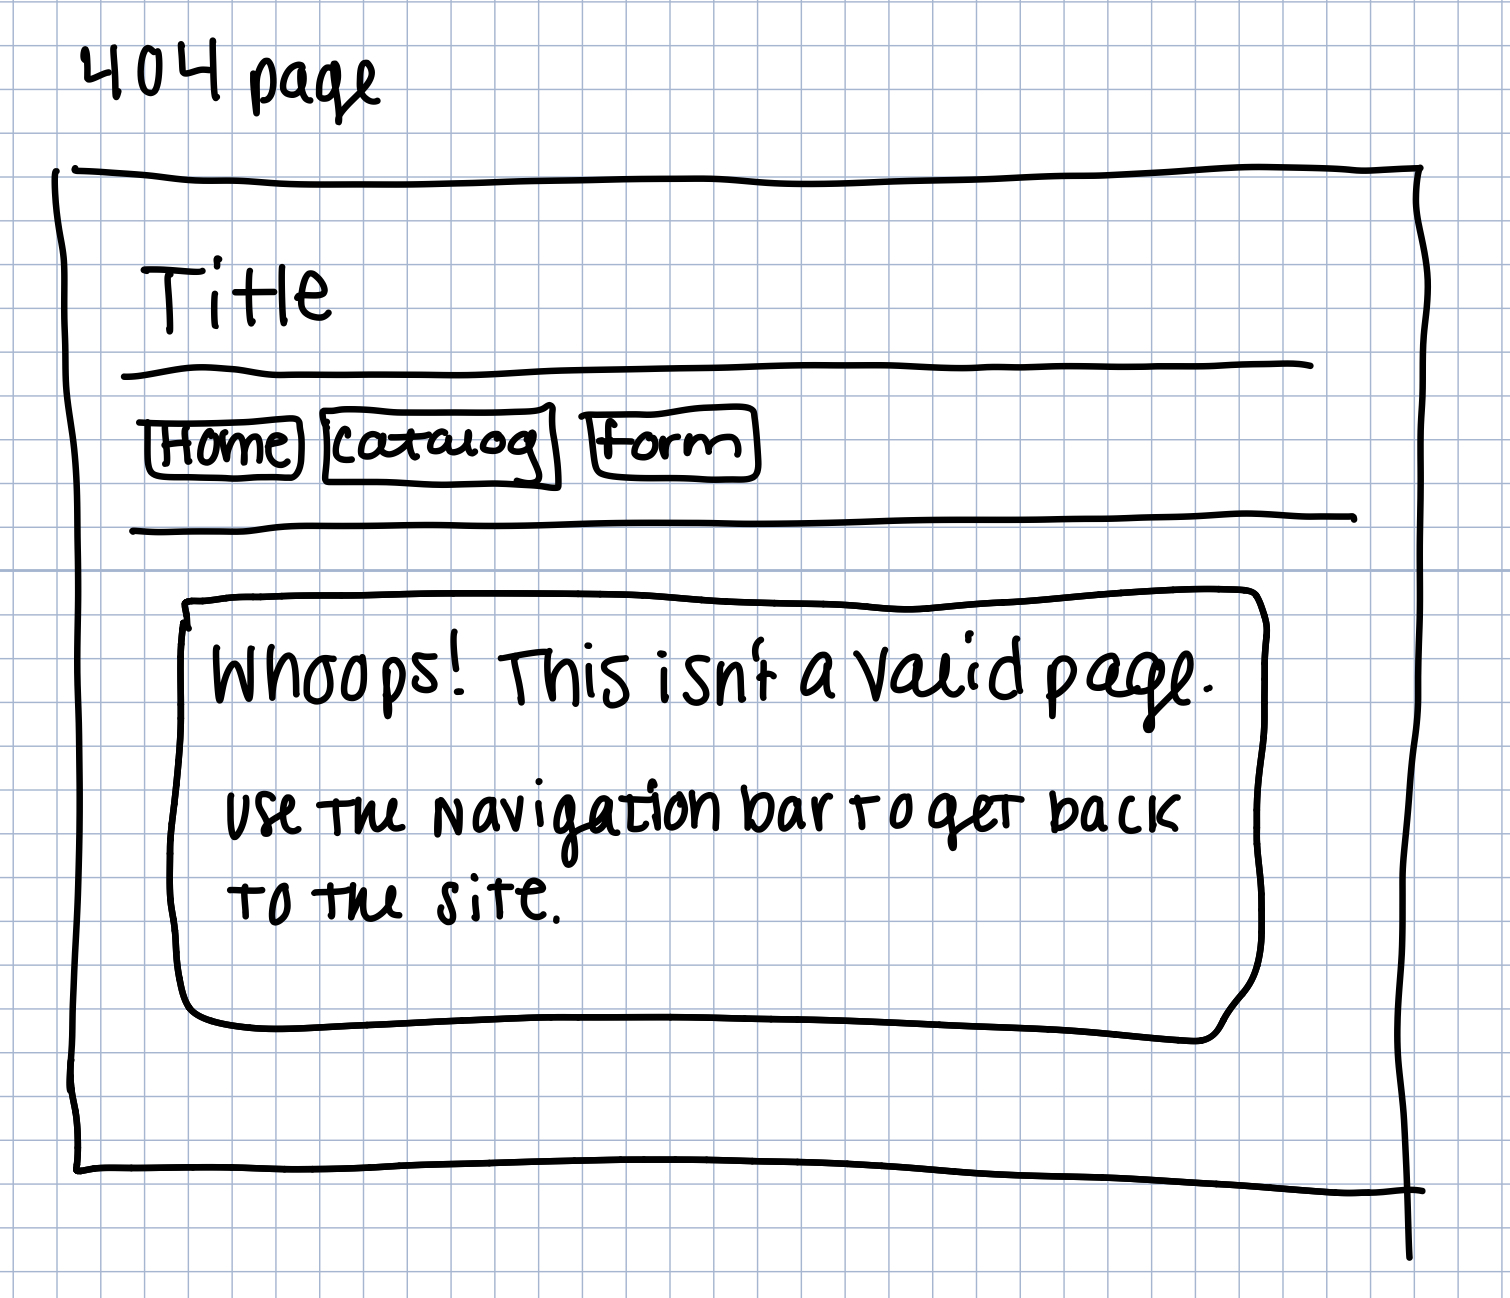 404 page
Title
Home catalog form
Whoops! This isn't a valid page.
use the navigation bar to get back
to the site.